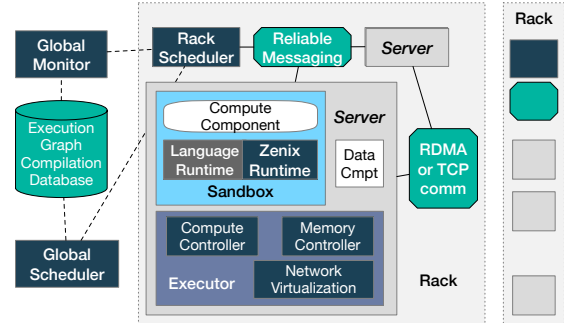 Global
Monitor
Rack
Scheduler
Reliable
Messaging
Server
Rack
Execution
Graph
Compilation
Database
Compute
Component
Server
Language
Runtime
Zenix
Runtime
Sandbox
Data
Cmpt
RDMA
or TCP
comm
Compute
Controller
Memory
Controller
Global
Scheduler
Executor
Network
Virtualization
Rack